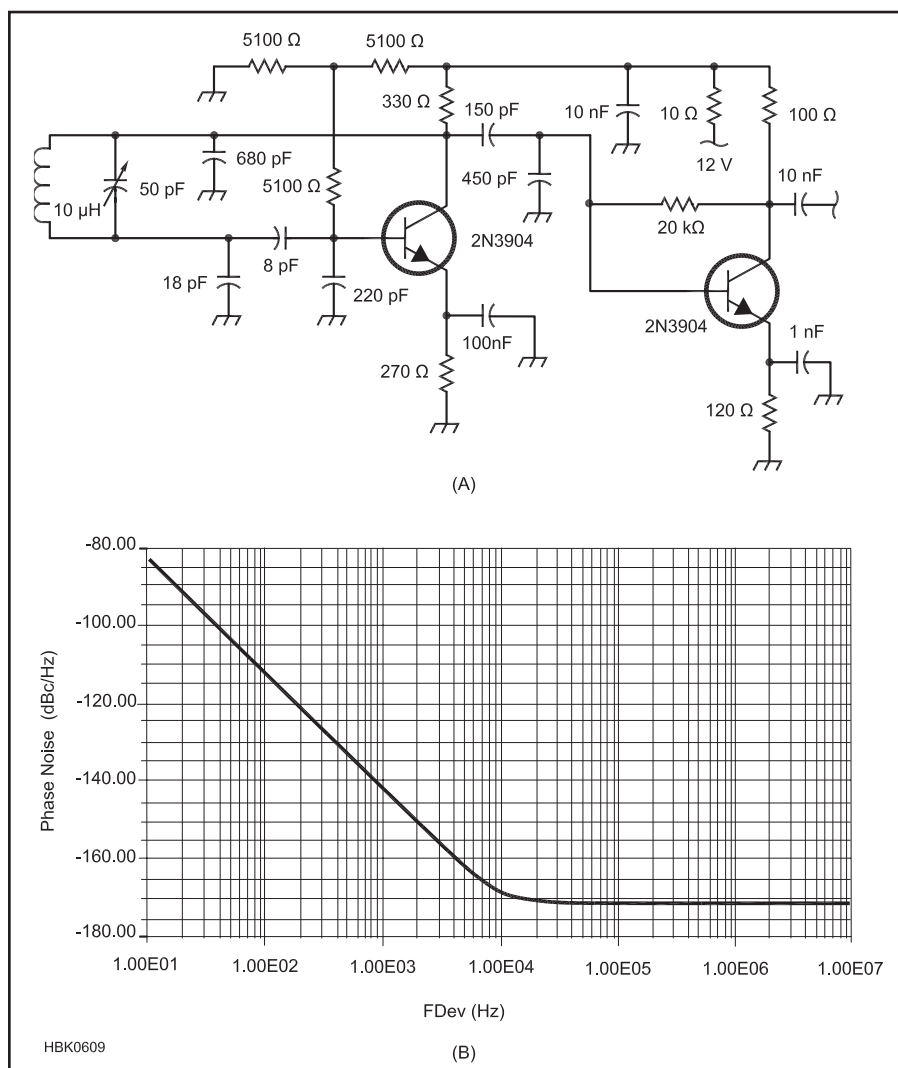 5100 Ω
5100 Ω
330 Ω
150 pF
10 nF
10 Ω
100 Ω
12 V
680 pF
50 pF
5100 Ω
450 pF
10 nF
10 µH
20 kΩ
2N3904
8 pF
18 pF
220 pF
2N3904
1 nF
100nF
270 Ω
120 Ω
(A)
-80.00
-100.00
-120.00
-140.00
-160.00
-180.00
Phase Noise (dBc/Hz)
1.00E01 1.00E02 1.00E03 1.00E04 1.00E05 1.00E06 1.00E07
FDev (Hz)
HBK0609
(B)